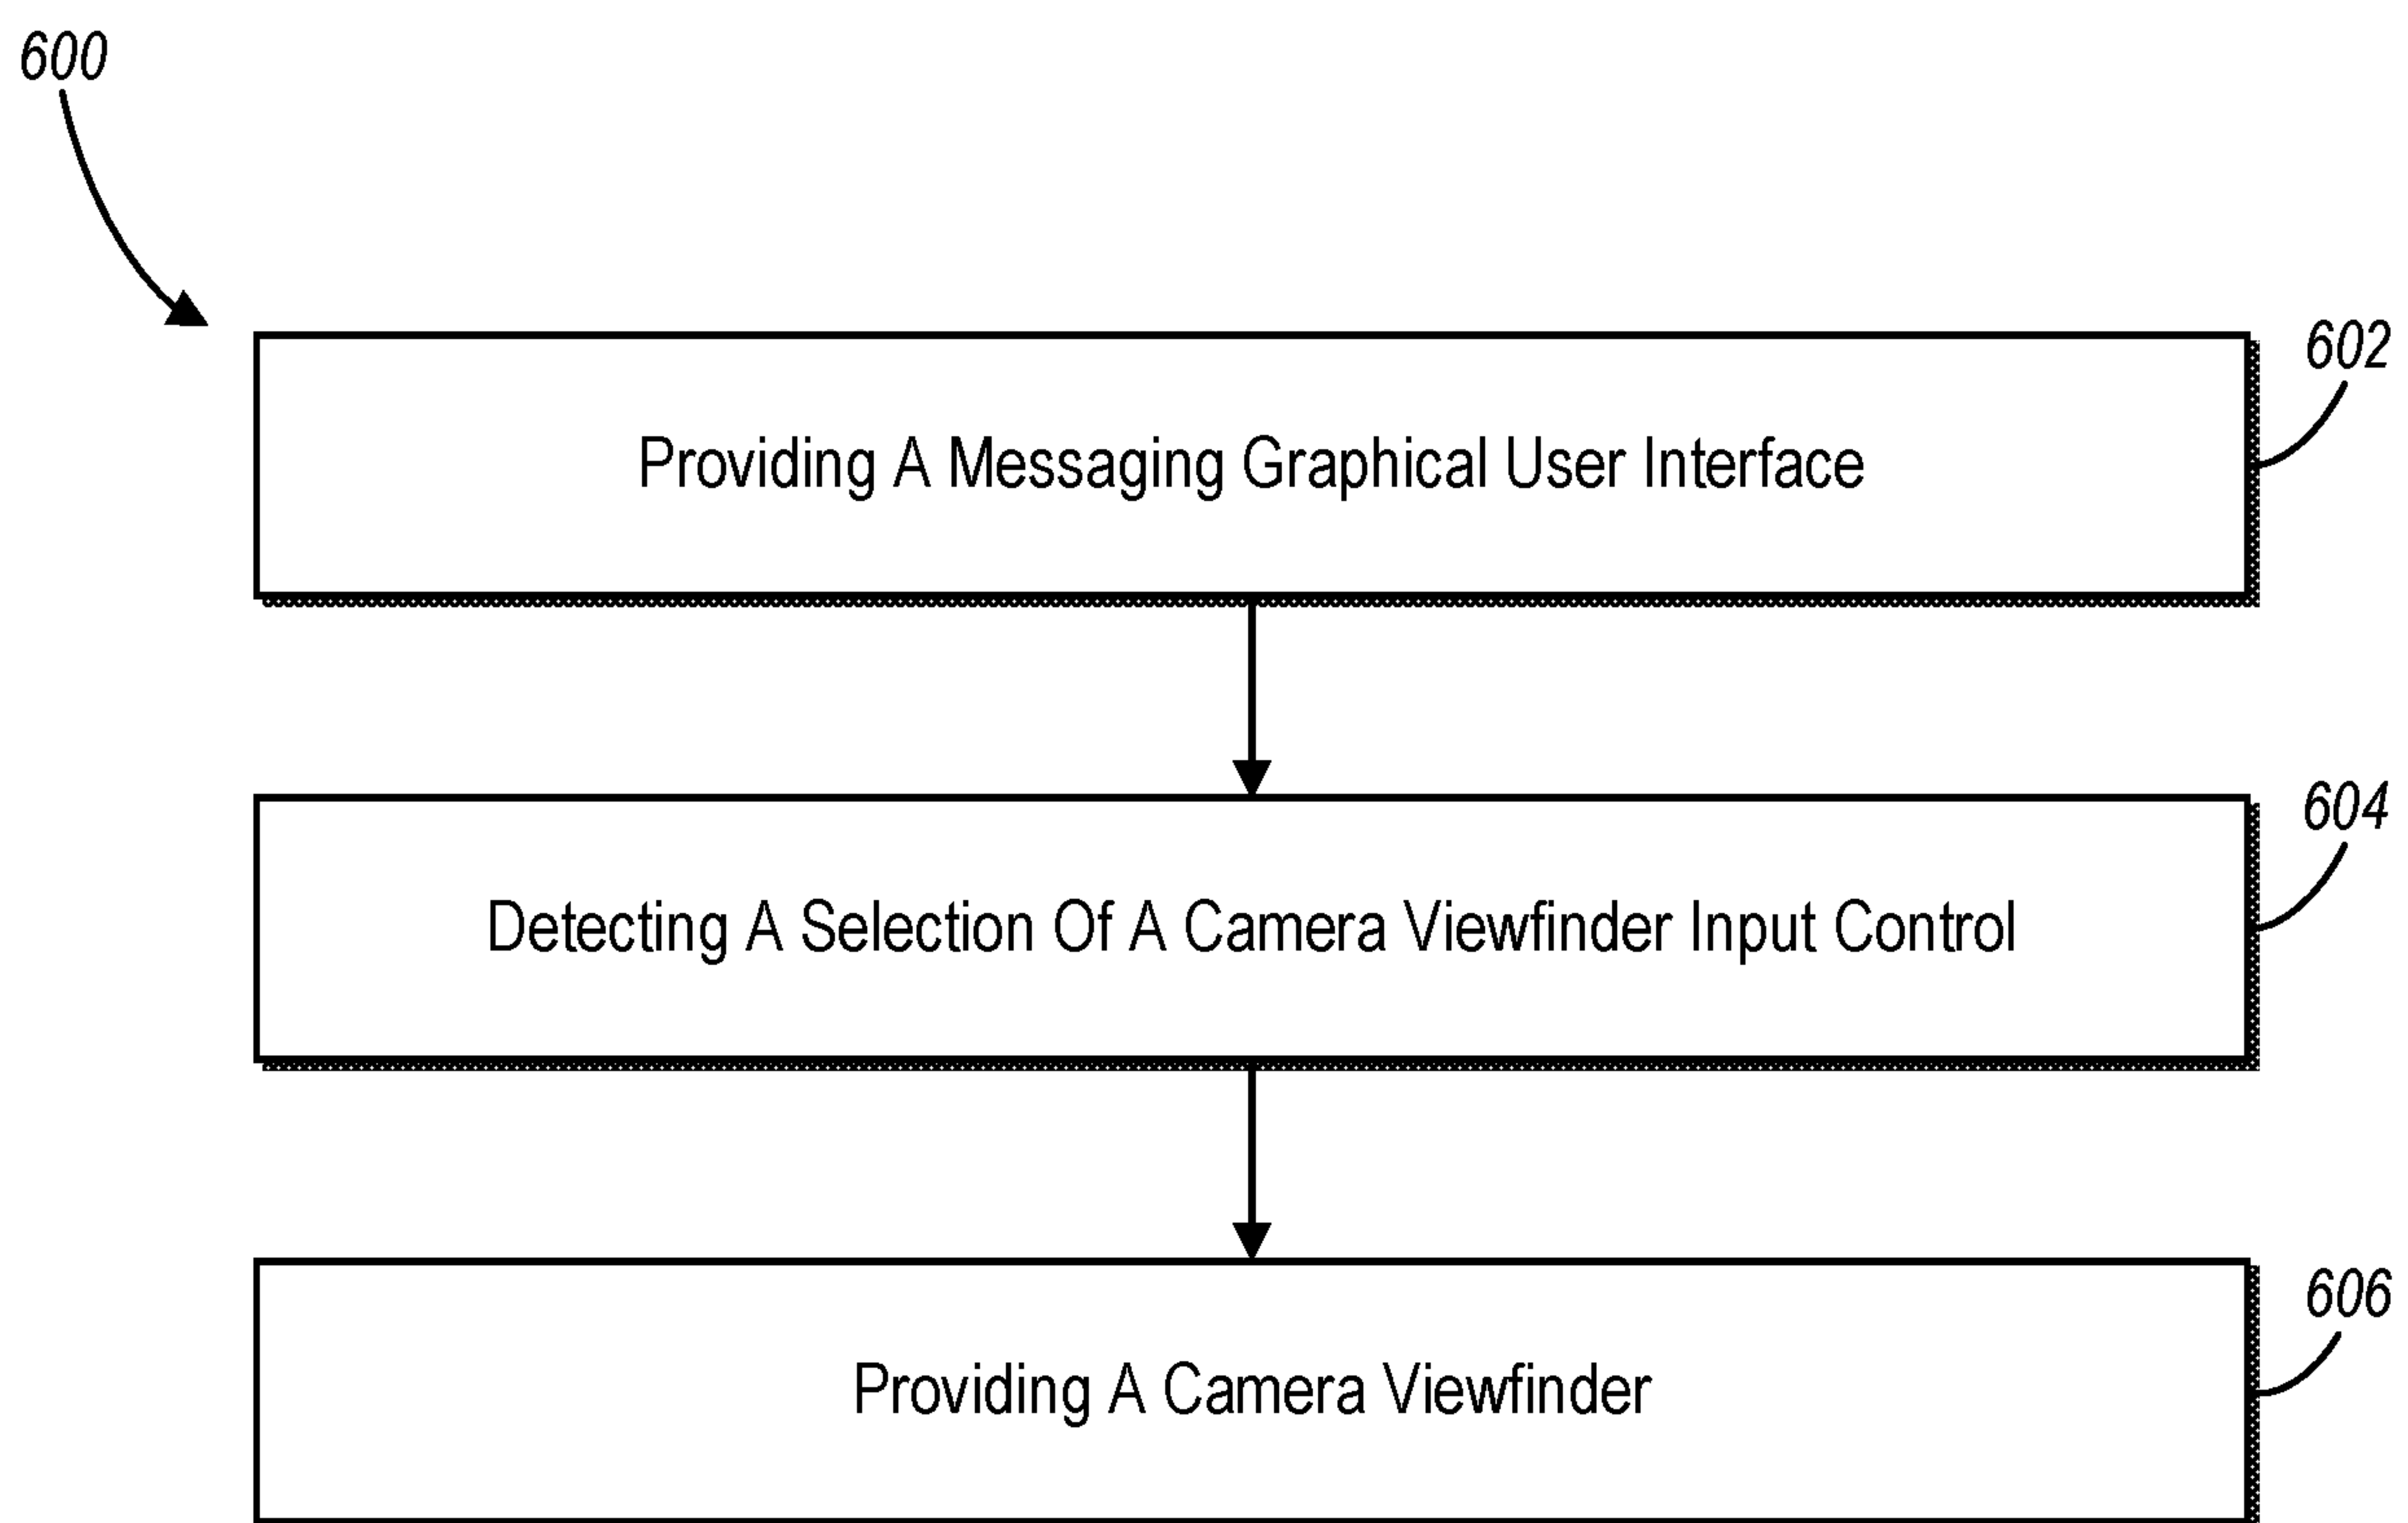 600
602
Providing A Messaging Graphical User Interface
604
Detecting A Selection Of A Camera Viewfinder Input Control
606
Providing A Camera Viewfinder